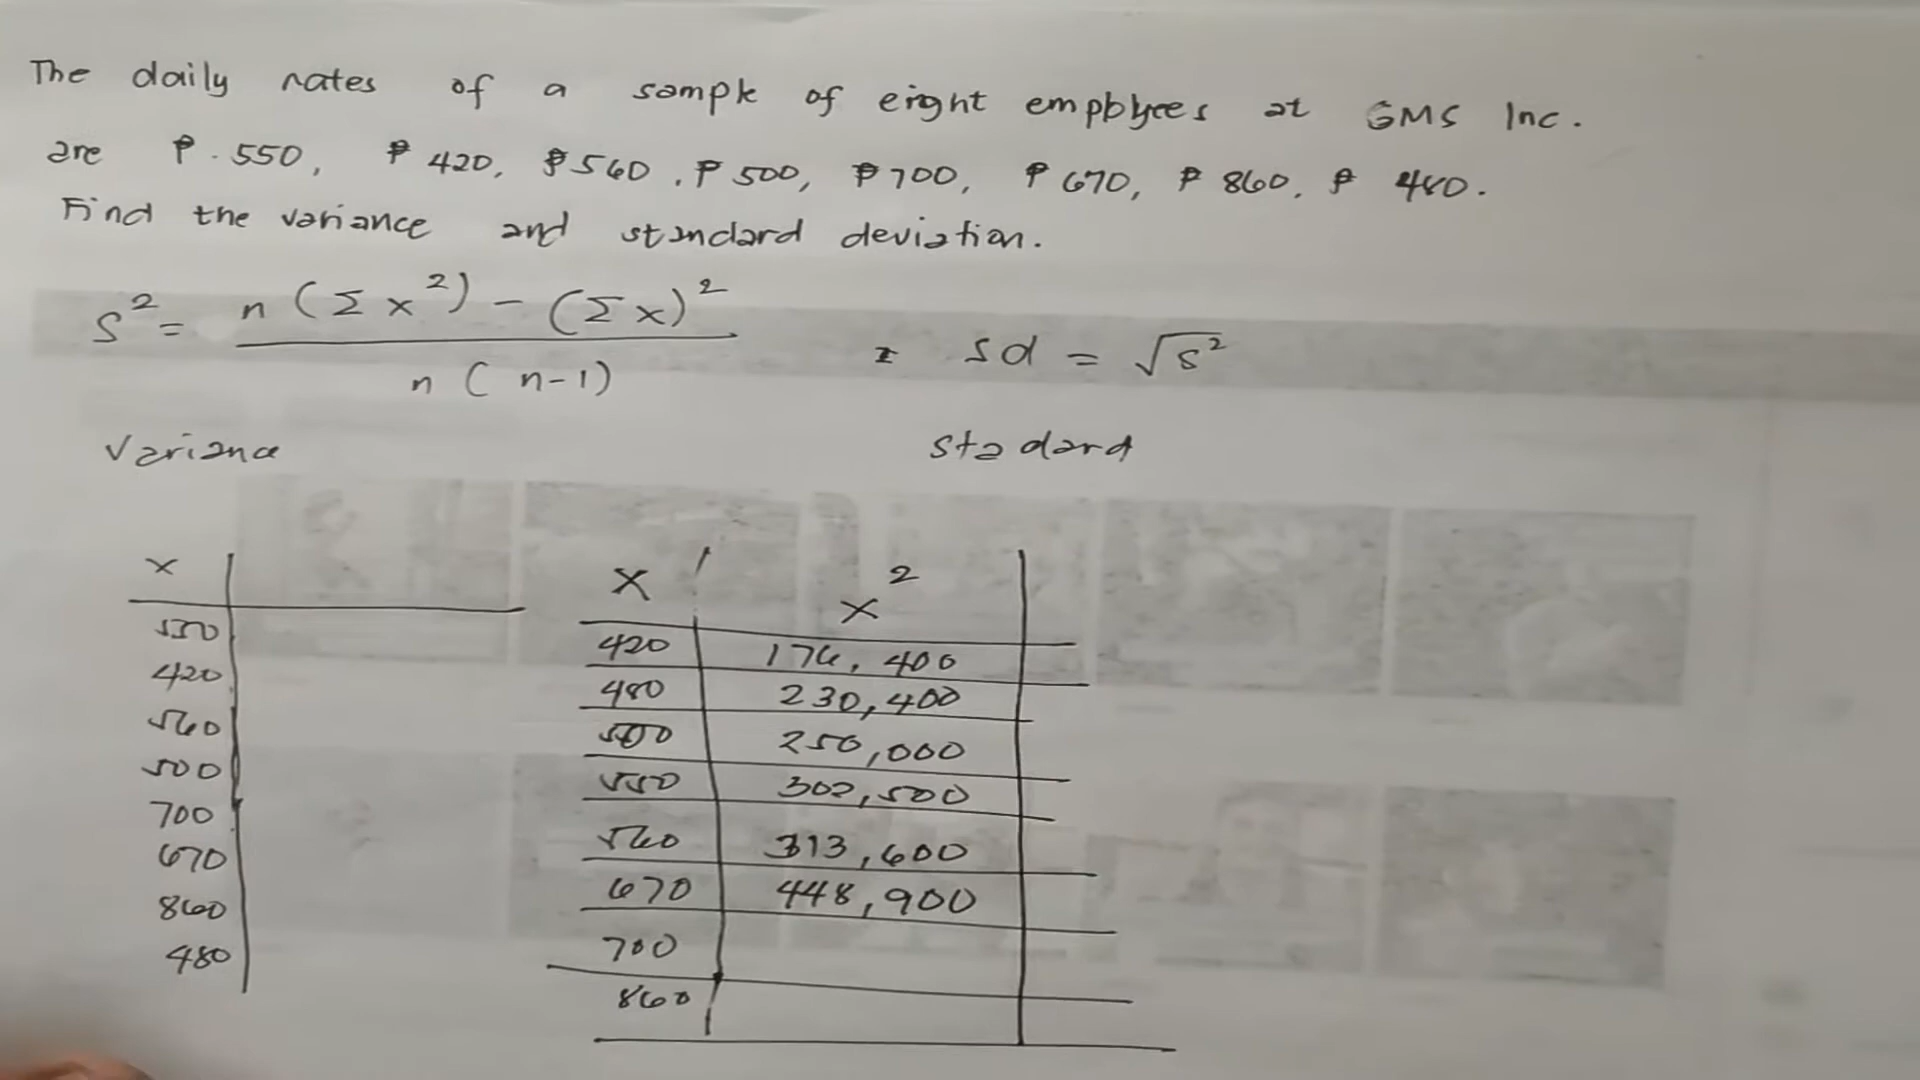 The daily rates of a sample of eight employees at GMS Inc.
are ₱.550, ₱420, ₱560, ₱500, ₱700, ₱670, ₱860, ₱480.
Find the variance and standard deviation.
s² = n(Σx²) - (Σx)² / n(n-1)
sd = √s²
Variance
stadard
x
550
420
560
500
700
670
860
480
x x²
420 176,400
480 230,400
500 250,000
550 302,500
560 313,600
670 448,900
700
860